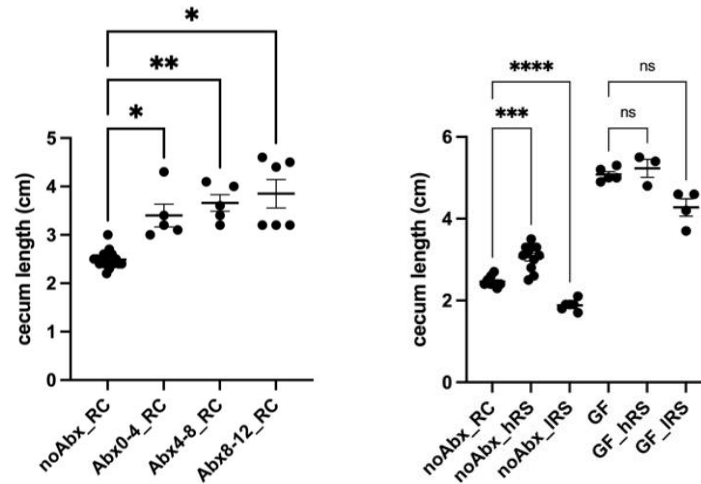 *
**
*
5
4
3
2
1
0
cecum length (cm)
noAbx_RC
Abx0-4_RC
Abx4-8_RC
Abx8-12_RC
ns
****
ns
***
6
4
2
0
cecum length (cm)
noAbx_RC
noAbx_hRS
noAbx_lRS
GF
GF_hRS
GF_lRS